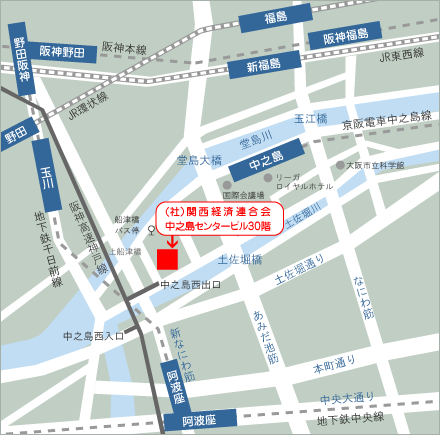 福島
野田阪神
阪神野田
阪神本線
阪神福島
JR東西線
新福島
JR環状線
野田
玉江橋
京阪電車中之島線
堂島川
堂島大橋
中之島
玉川
大阪市立科学館
リーガ
ロイヤルホテル
国際会議場
阪神高速神戸線
(社)関西経済連合会
中之島センタービル30階
船津橋
バス停
土佐堀川
地下鉄千日前線
上船津橋
土佐堀橋
土佐堀通り
中之島西出口
なにわ筋
あみだ池筋
中之島西入口
新なにわ筋
本町通り
阿波座
中央大通り
阿波座
地下鉄中央線